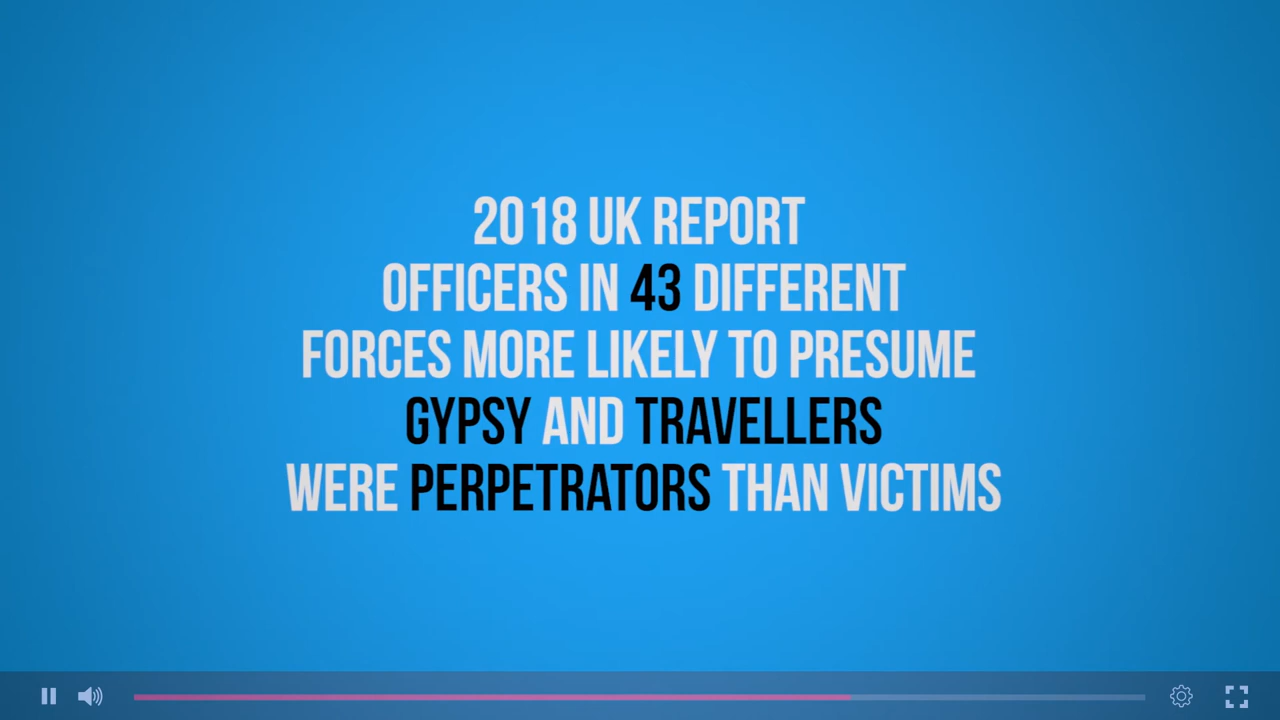 2018 UK REPORT
OFFICERS IN 43 DIFFERENT
FORCES MORE LIKELY TO PRESUME
GYPSY AND TRAVELLERS
WERE PERPETRATORS THAN VICTIMS